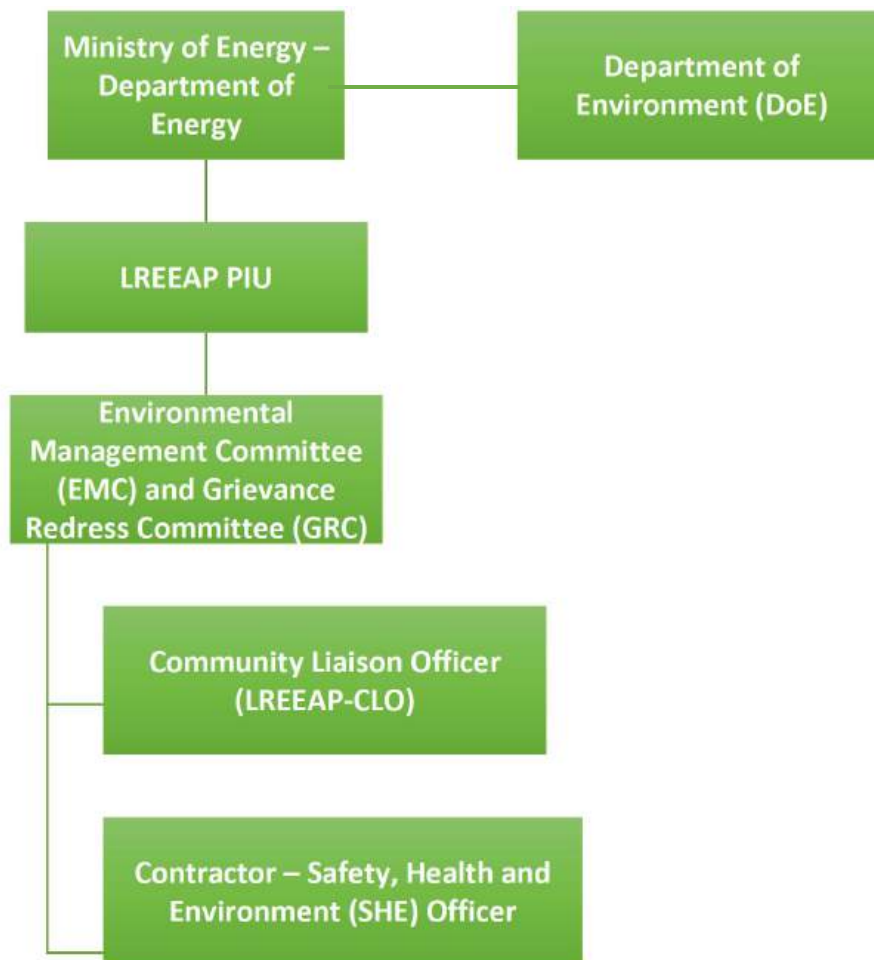 Ministry of Energy –
Department of
Energy
Department of
Environment (DoE)
LREEAP PIU
Environmental
Management Committee
(EMC) and Grievance
Redress Committee (GRC)
Community Liaison Officer
(LREEAP-CLO)
Contractor – Safety, Health and
Environment (SHE) Officer